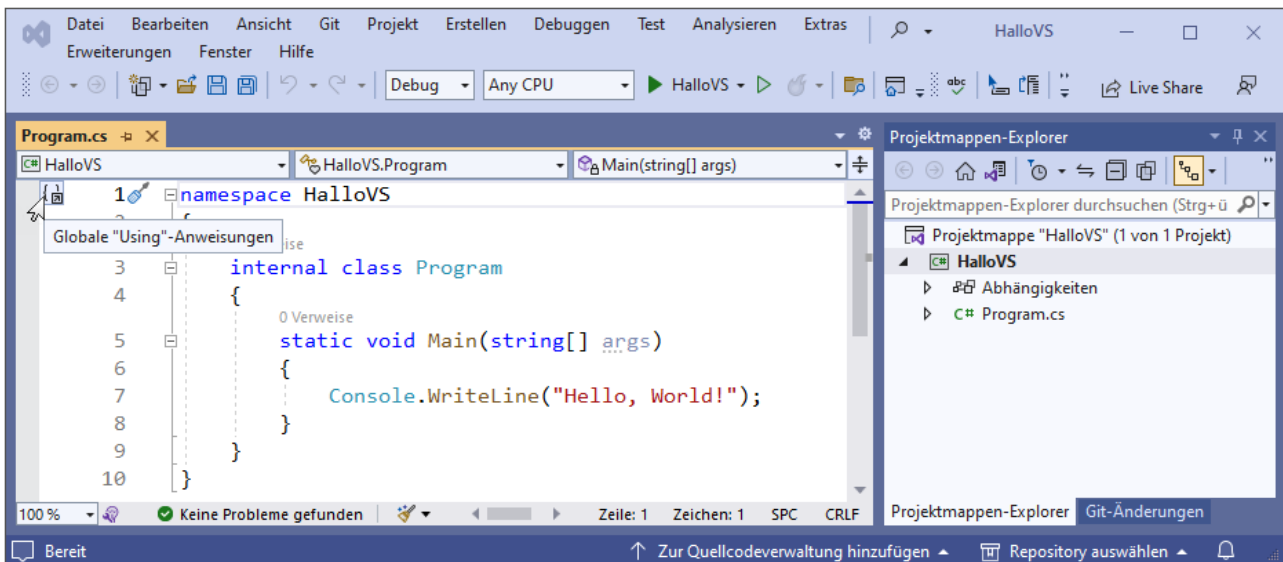 Datei Bearbeiten Ansicht Git Projekt Erstellen Debuggen Test Analysieren Extras HalloVS
Erweiterungen Fenster Hilfe
Debug Any CPU HalloVS abc Live Share
Program.cs
C# HalloVS HalloVS.Program Main(string[] args)
1 namespace HalloVS
Globale "Using"-Anweisungen
3 internal class Program
4 {
0 Verweise
5 static void Main(string[] args)
6 {
7 Console.WriteLine("Hello, World!");
8 }
9 }
10 }
100 % Keine Probleme gefunden Zeile: 1 Zeichen: 1 SPC CRLF
Projektmappen-Explorer
Projektmappen-Explorer durchsuchen (Strg+ü
Projektmappe "HalloVS" (1 von 1 Projekt)
C# HalloVS
Abhängigkeiten
C# Program.cs
Projektmappen-Explorer Git-Änderungen
Bereit Zur Quellcodeverwaltung hinzufügen Repository auswählen